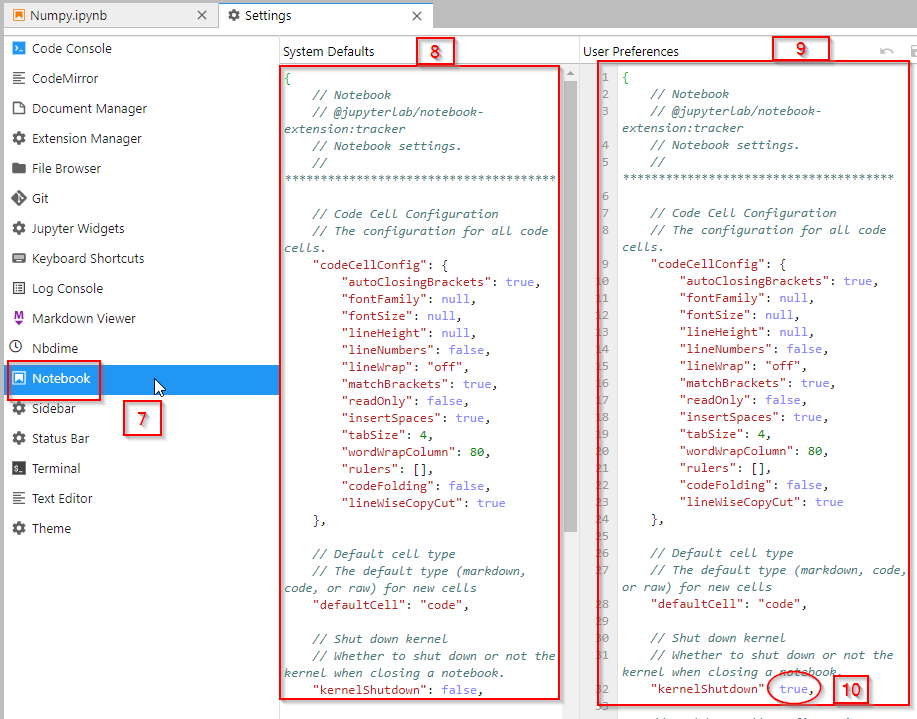 Numpy.ipynb
Settings
Code Console
CodeMirror
Document Manager
Extension Manager
File Browser
Git
Jupyter Widgets
Keyboard Shortcuts
Log Console
Markdown Viewer
Nbdime
Notebook
7
Sidebar
Status Bar
Terminal
Text Editor
Theme
System Defaults
8
{
// Notebook
// @jupyterlab/notebook-
extension:tracker
// Notebook settings.
//
**************************************
// Code Cell Configuration
// The configuration for all code
cells.
"codeCellConfig": {
"autoClosingBrackets": true,
"fontFamily": null,
"fontSize": null,
"lineHeight": null,
"lineNumbers": false,
"lineWrap": "off",
"matchBrackets": true,
"readOnly": false,
"insertSpaces": true,
"tabSize": 4,
"wordWrapColumn": 80,
"rulers": [],
"codeFolding": false,
"lineWiseCopyCut": true
},
// Default cell type
// The default type (markdown,
code, or raw) for new cells
"defaultCell": "code",
// Shut down kernel
// Whether to shut down or not the
kernel when closing a notebook.
"kernelShutdown": false,
User Preferences
9
1 {
2 // Notebook
3 // @jupyterlab/notebook-
extension:tracker
4 // Notebook settings.
5 //
**************************************
6
7 // Code Cell Configuration
8 // The configuration for all code
cells.
9 "codeCellConfig": {
10 "autoClosingBrackets": true,
11 "fontFamily": null,
12 "fontSize": null,
13 "lineHeight": null,
14 "lineNumbers": false,
15 "lineWrap": "off",
16 "matchBrackets": true,
17 "readOnly": false,
18 "insertSpaces": true,
19 "tabSize": 4,
20 "wordWrapColumn": 80,
21 "rulers": [],
22 "codeFolding": false,
23 "lineWiseCopyCut": true
24 },
25
26 // Default cell type
27 // The default type (markdown, code,
or raw) for new cells
28 "defaultCell": "code",
29
30 // Shut down kernel
31 // Whether to shut down or not the
kernel when closing a notebook.
32 "kernelShutdown" true,
10
33